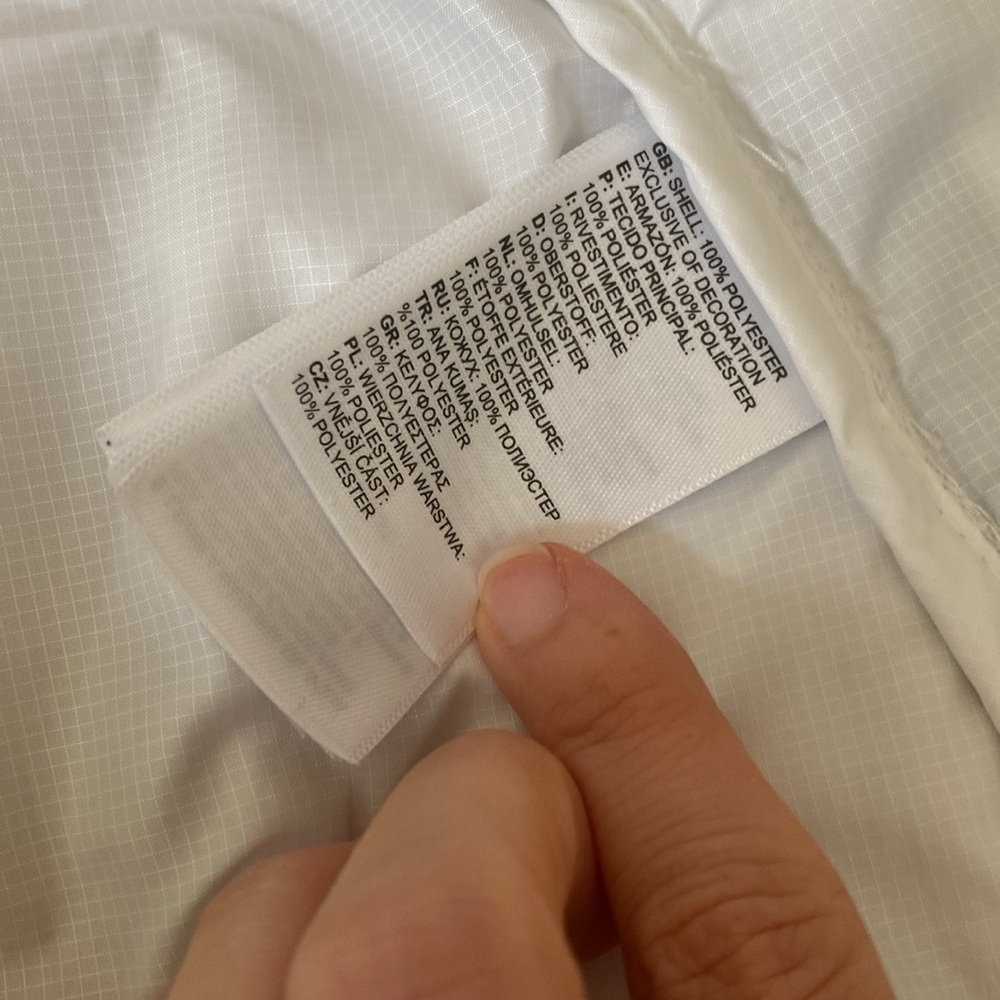 GB: SHELL: 100% POLYESTER
EXCLUSIVE OF DECORATION
E: ARMAZÓN: 100% POLIÉSTER
P: TECIDO PRINCIPAL:
100% POLIÉSTER
I: RIVESTIMENTO:
100% POLIESTERE
D: OBERSTOFF:
100% POLYESTER
NL: OMHULSEL:
100% POLYESTER
F: ÉTOFFE EXTÉRIEURE:
100% POLYESTER
RU: КОЖУХ: 100% ПОЛИЭСТЕР
TR: ANA KUMAŞ:
%100 POLYESTER
GR: ΚΕΛΥΦΟΣ:
100% ΠΟΛΥΕΣΤΕΡΑΣ
PL: WIERZCHNIA WARSTWA:
100% POLIESTER
CZ: VNĚJŠÍ ČÁST:
100% POLYESTER